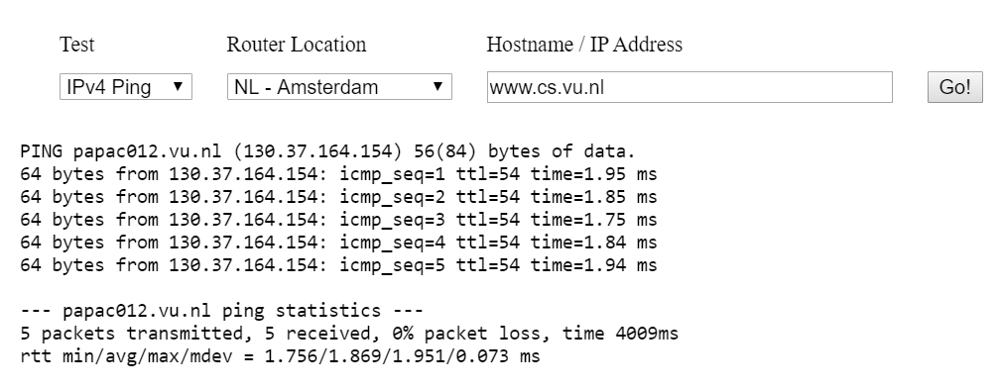 Test Router Location Hostname / IP Address
IPv4 Ping NL - Amsterdam www.cs.vu.nl Go!
PING papac012.vu.nl (130.37.164.154) 56(84) bytes of data.
64 bytes from 130.37.164.154: icmp_seq=1 ttl=54 time=1.95 ms
64 bytes from 130.37.164.154: icmp_seq=2 ttl=54 time=1.85 ms
64 bytes from 130.37.164.154: icmp_seq=3 ttl=54 time=1.75 ms
64 bytes from 130.37.164.154: icmp_seq=4 ttl=54 time=1.84 ms
64 bytes from 130.37.164.154: icmp_seq=5 ttl=54 time=1.94 ms
--- papac012.vu.nl ping statistics ---
5 packets transmitted, 5 received, 0% packet loss, time 4009ms
rtt min/avg/max/mdev = 1.756/1.869/1.951/0.073 ms